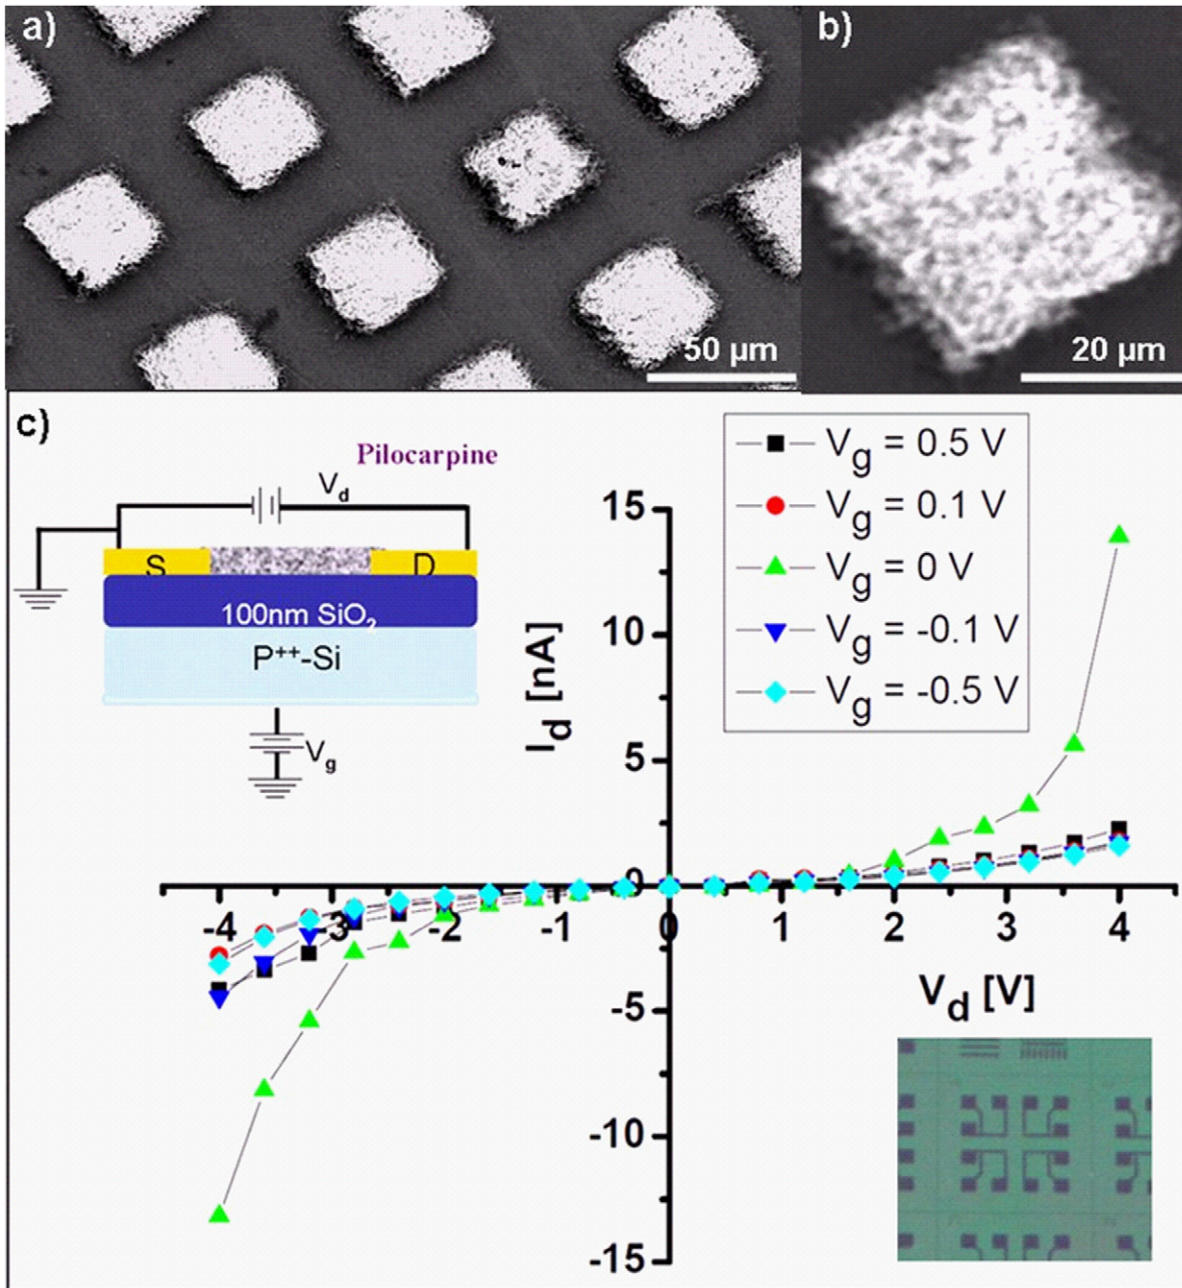 a)
50 µm
b)
20 µm
c)
Pilocarpine
V_d
S
D
100nm SiO₂
P⁺⁺-Si
V_g
V_g = 0.5 V
V_g = 0.1 V
V_g = 0 V
V_g = -0.1 V
V_g = -0.5 V
I_d [nA]
15
10
5
0
-5
-10
-15
-4
-3
-2
-1
0
1
2
3
4
V_d [V]